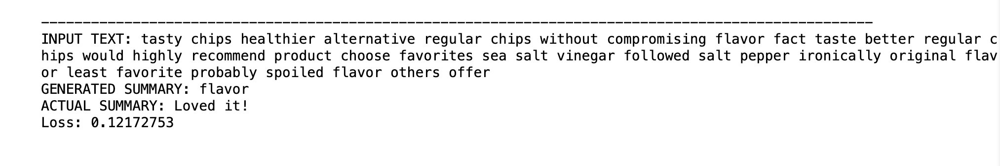 ----------------------------------------------------------------------------------------------------
INPUT TEXT: tasty chips healthier alternative regular chips without compromising flavor fact taste better regular c
hips would highly recommend product choose favorites sea salt vinegar followed salt pepper ironically original flav
or least favorite probably spoiled flavor others offer
GENERATED SUMMARY: flavor
ACTUAL SUMMARY: Loved it!
Loss: 0.12172753